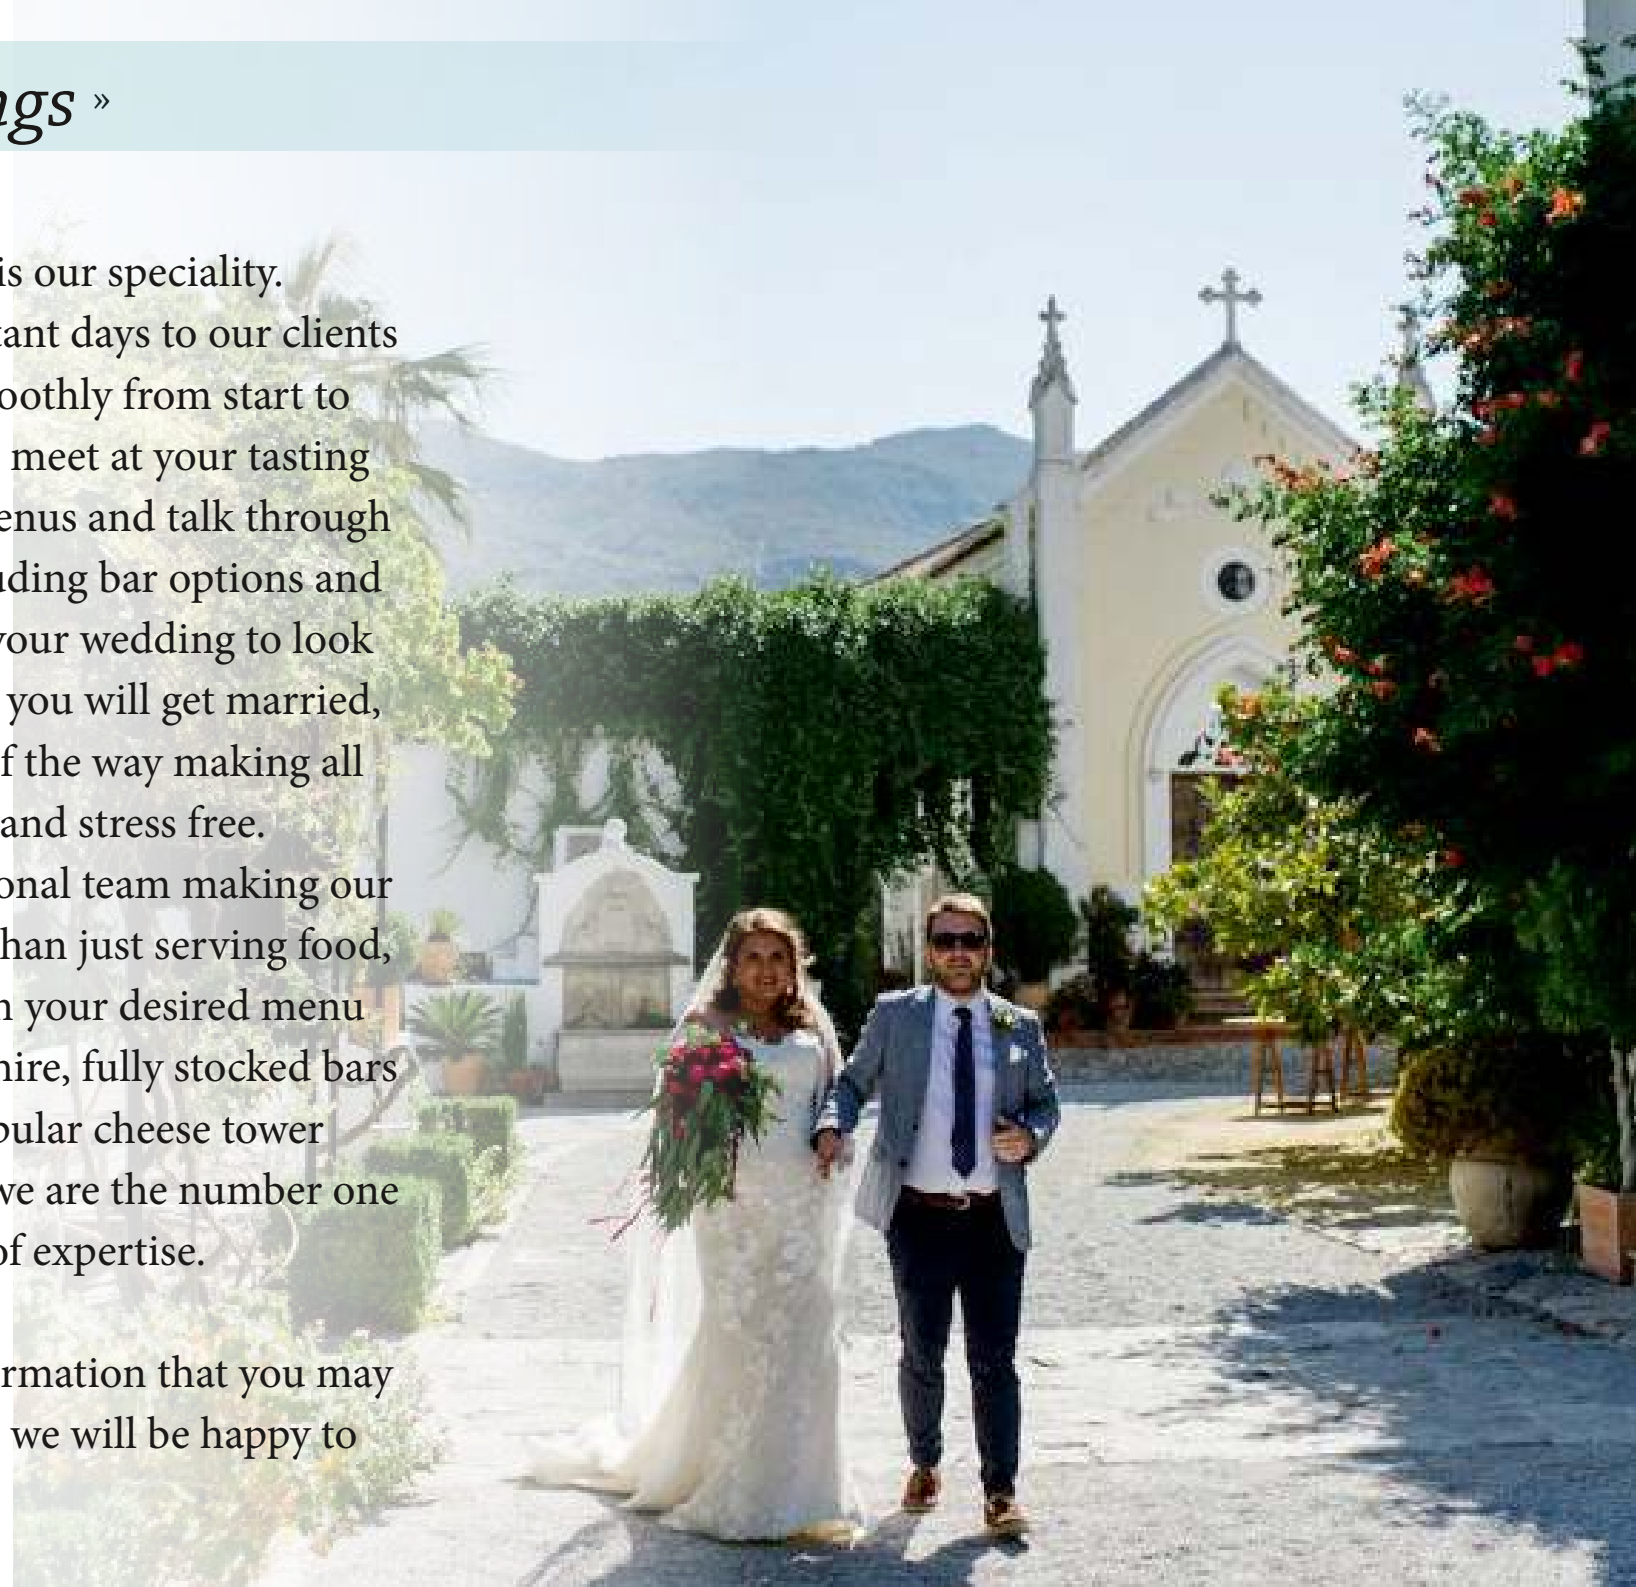 ngs »
is our speciality.
tant days to our clients
oothly from start to
meet at your tasting
enus and talk through
uding bar options and
your wedding to look
you will get married,
f the way making all
and stress free.
onal team making our
han just serving food,
n your desired menu
hire, fully stocked bars
pular cheese tower
we are the number one
of expertise.
rmation that you may
we will be happy to